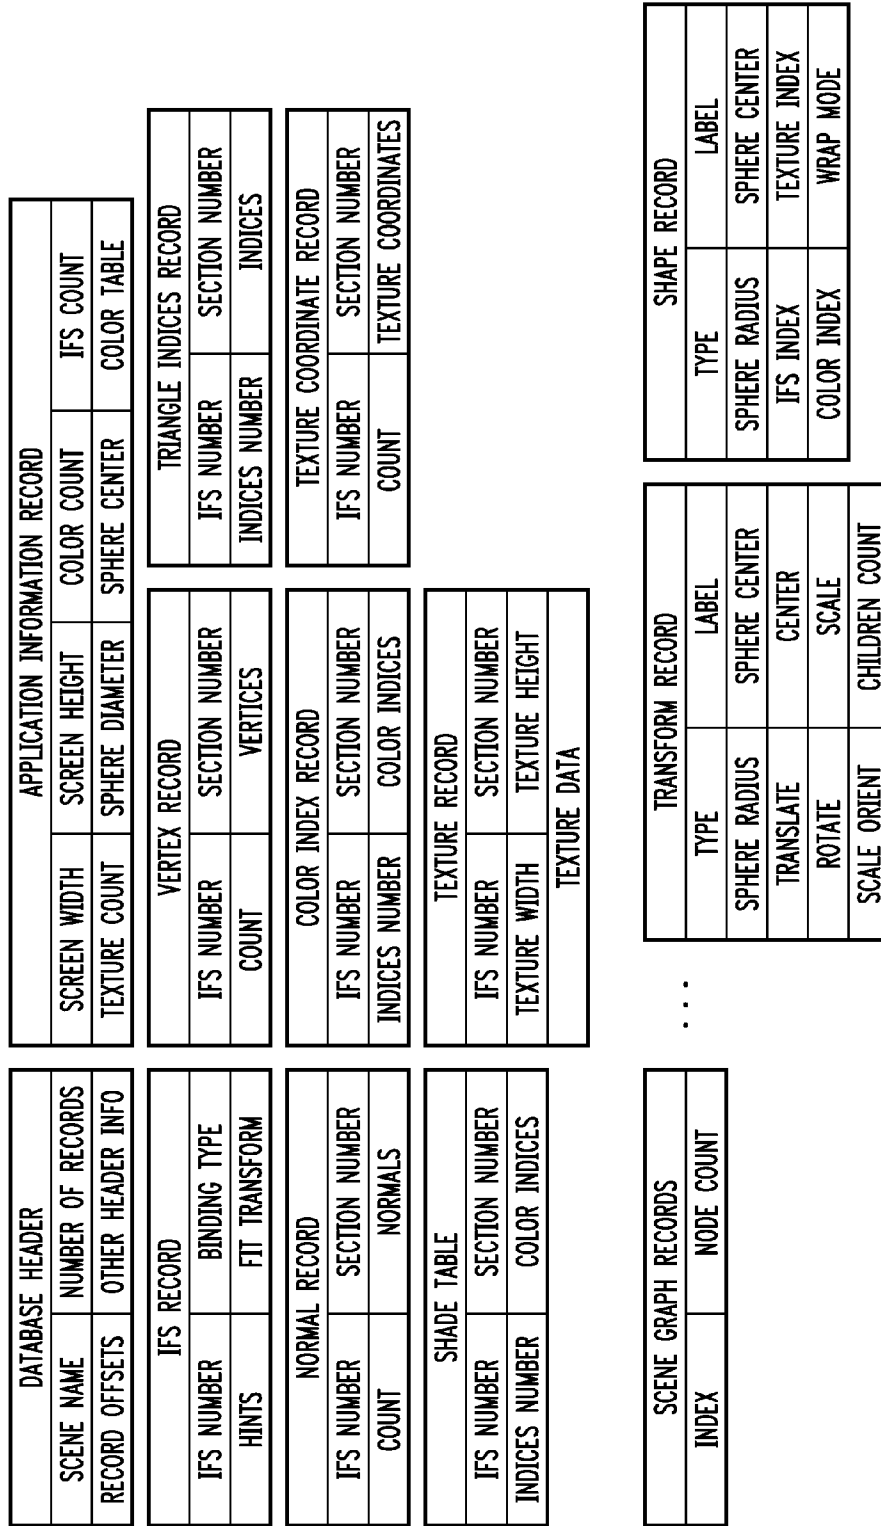 DATABASE HEADER
SCENE NAME NUMBER OF RECORDS
RECORD OFFSETS OTHER HEADER INFO
APPLICATION INFORMATION RECORD
SCREEN WIDTH SCREEN HEIGHT COLOR COUNT IFS COUNT
TEXTURE COUNT SPHERE DIAMETER SPHERE CENTER COLOR TABLE
IFS RECORD
IFS NUMBER BINDING TYPE
HINTS FIT TRANSFORM
VERTEX RECORD
IFS NUMBER SECTION NUMBER
COUNT VERTICES
TRIANGLE INDICES RECORD
IFS NUMBER SECTION NUMBER
INDICES NUMBER INDICES
NORMAL RECORD
IFS NUMBER SECTION NUMBER
COUNT NORMALS
COLOR INDEX RECORD
IFS NUMBER SECTION NUMBER
INDICES NUMBER COLOR INDICES
TEXTURE COORDINATE RECORD
IFS NUMBER SECTION NUMBER
COUNT TEXTURE COORDINATES
SHADE TABLE
IFS NUMBER SECTION NUMBER
INDICES NUMBER COLOR INDICES
TEXTURE RECORD
IFS NUMBER SECTION NUMBER
TEXTURE WIDTH TEXTURE HEIGHT
TEXTURE DATA
SCENE GRAPH RECORDS
INDEX NODE COUNT
...
TRANSFORM RECORD
TYPE LABEL
SPHERE RADIUS SPHERE CENTER
TRANSLATE CENTER
ROTATE SCALE
SCALE ORIENT CHILDREN COUNT
SHAPE RECORD
TYPE LABEL
SPHERE RADIUS SPHERE CENTER
IFS INDEX TEXTURE INDEX
COLOR INDEX WRAP MODE